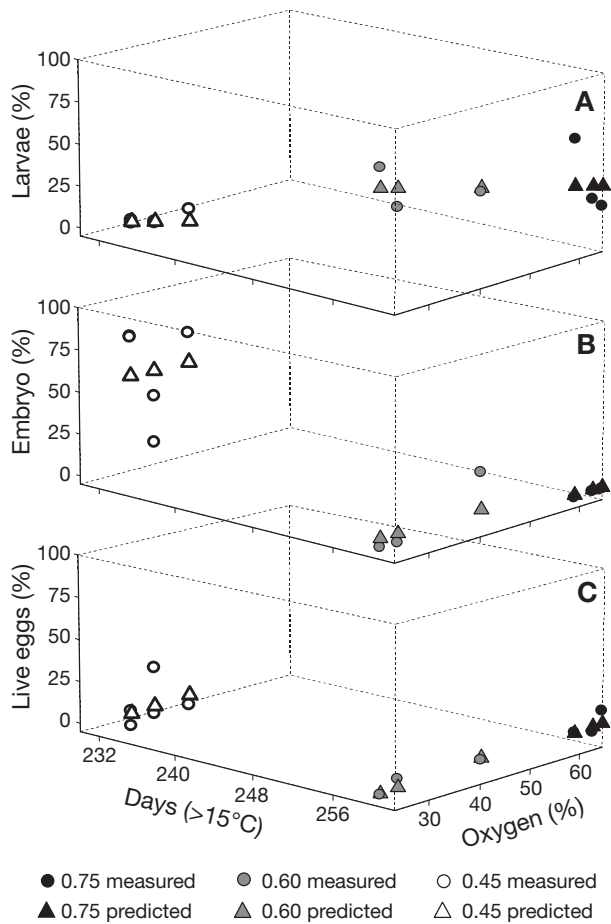 100
75
50
25
0
Larvae (%)
A
100
75
50
25
0
Embryo (%)
B
100
75
50
25
0
Live eggs (%)
C
232 240 248 256
Days (>15°C)
30 40 50 60
Oxygen (%)
0.75 measured 0.60 measured 0.45 measured
0.75 predicted 0.60 predicted 0.45 predicted